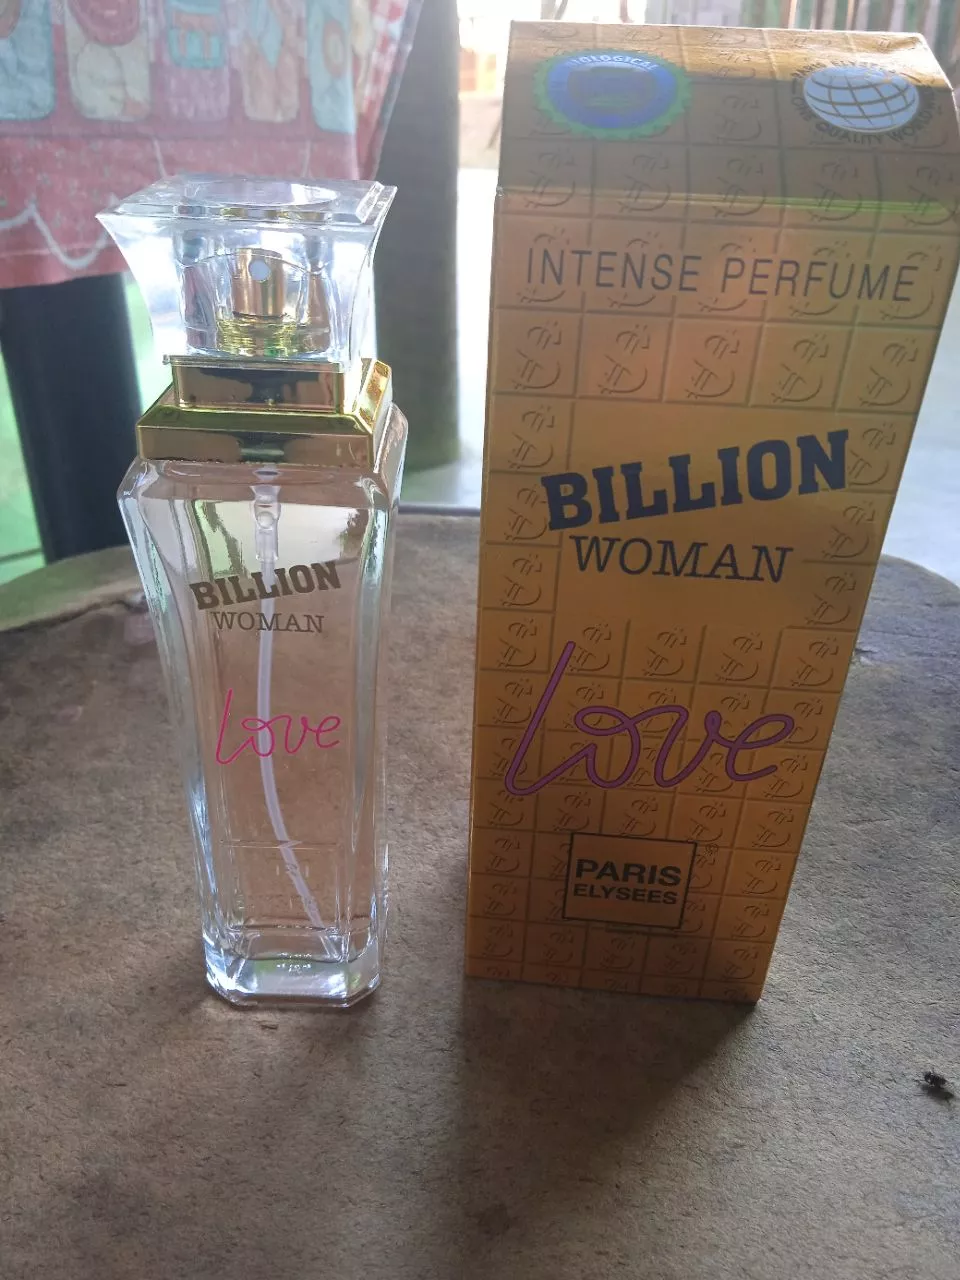 BILLION
WOMAN
love
INTENSE PERFUME
BILLION
WOMAN
love
PARIS
ELYSEES